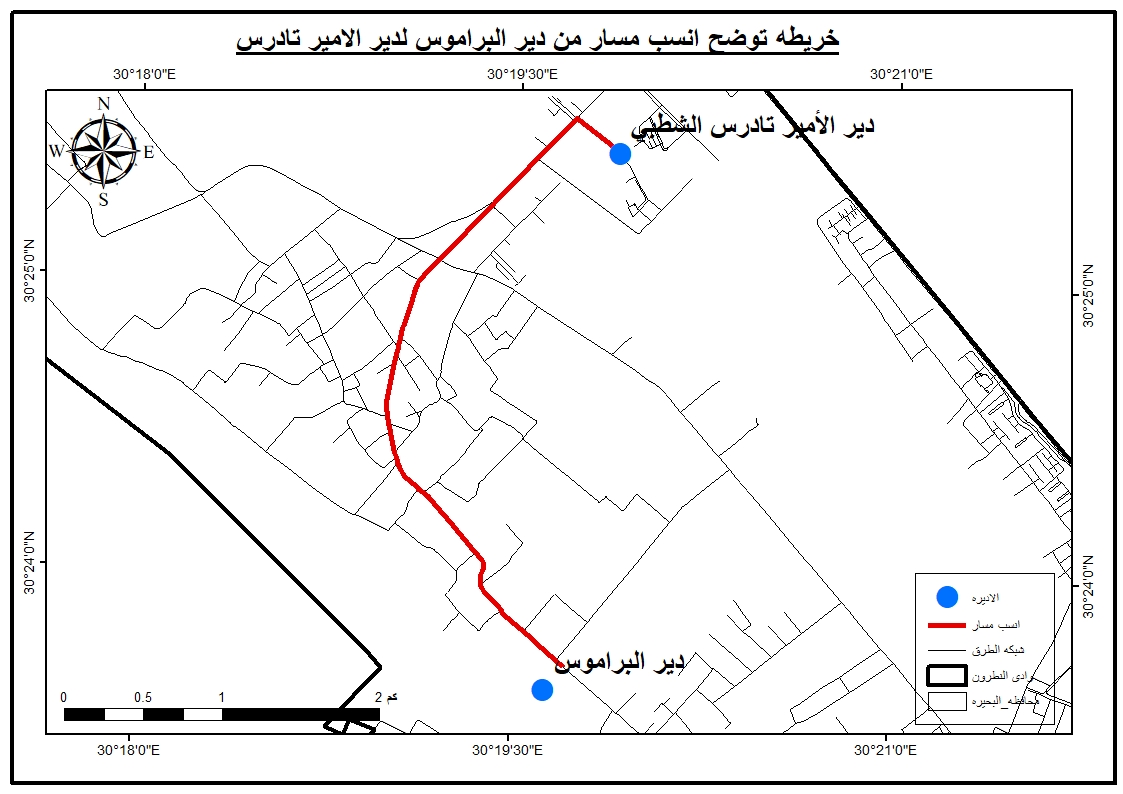 خريطه توضح انسب مسار من دير البراموس لدير الامير تادرس
30°18'0"E 30°19'30"E 30°21'0"E
N
W E
S
دير الأمير تادرس الشطبي
30°25'0"N
30°25'0"N
30°24'0"N
30°24'0"N
دير البراموس
الاديره
انسب مسار
شبكه الطرق
وادى النطرون
محافظه_البحيره
0 0.5 1 2 كم
30°18'0"E 30°19'30"E 30°21'0"E